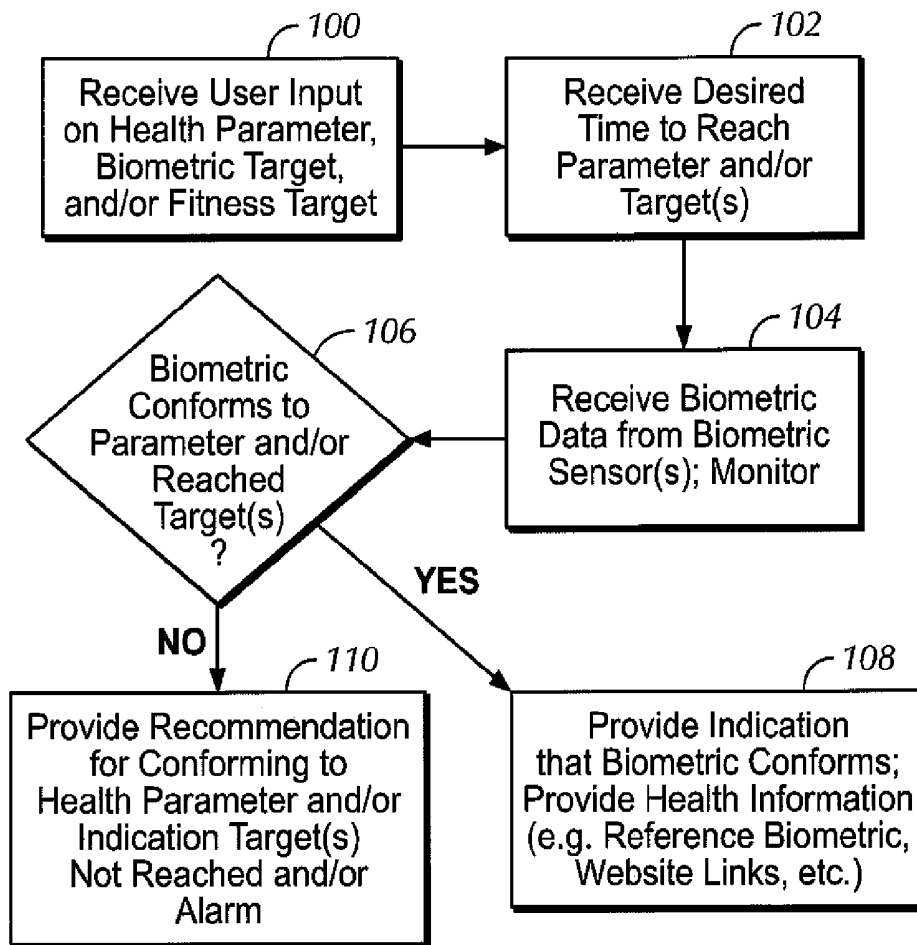 100
Receive User Input
on Health Parameter,
Biometric Target,
and/or Fitness Target
102
Receive Desired
Time to Reach
Parameter and/or
Target(s)
104
Receive Biometric
Data from Biometric
Sensor(s); Monitor
106
Biometric
Conforms to
Parameter and/or
Reached
Target(s)
?
YES
NO
110
Provide Recommendation
for Conforming to
Health Parameter and/or
Indication Target(s)
Not Reached and/or
Alarm
108
Provide Indication
that Biometric Conforms;
Provide Health Information
(e.g. Reference Biometric,
Website Links, etc.)